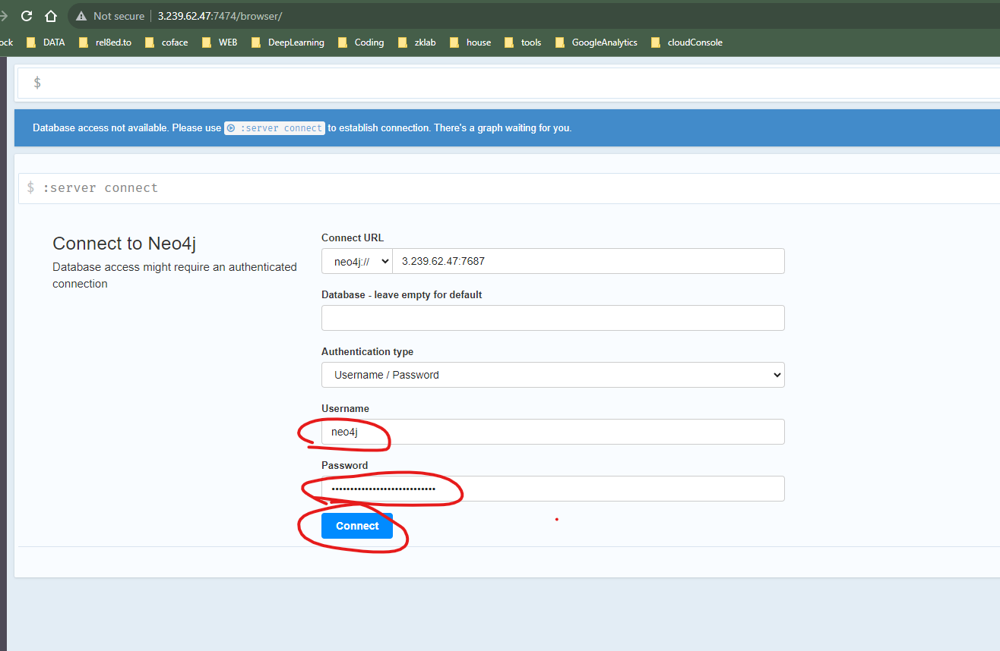 Not secure 3.239.62.47:7474/browser/
ock DATA rel8ed.to coface WEB DeepLearning Coding zklab house tools GoogleAnalytics cloudConsole
$
Database access not available. Please use :server connect to establish connection. There's a graph waiting for you.
$ :server connect
Connect to Neo4j
Database access might require an authenticated
connection
Connect URL
neo4j:// 3.239.62.47:7687
Database - leave empty for default
Authentication type
Username / Password
Username
neo4j
Password
••••••••••••••••••••••••••••
Connect